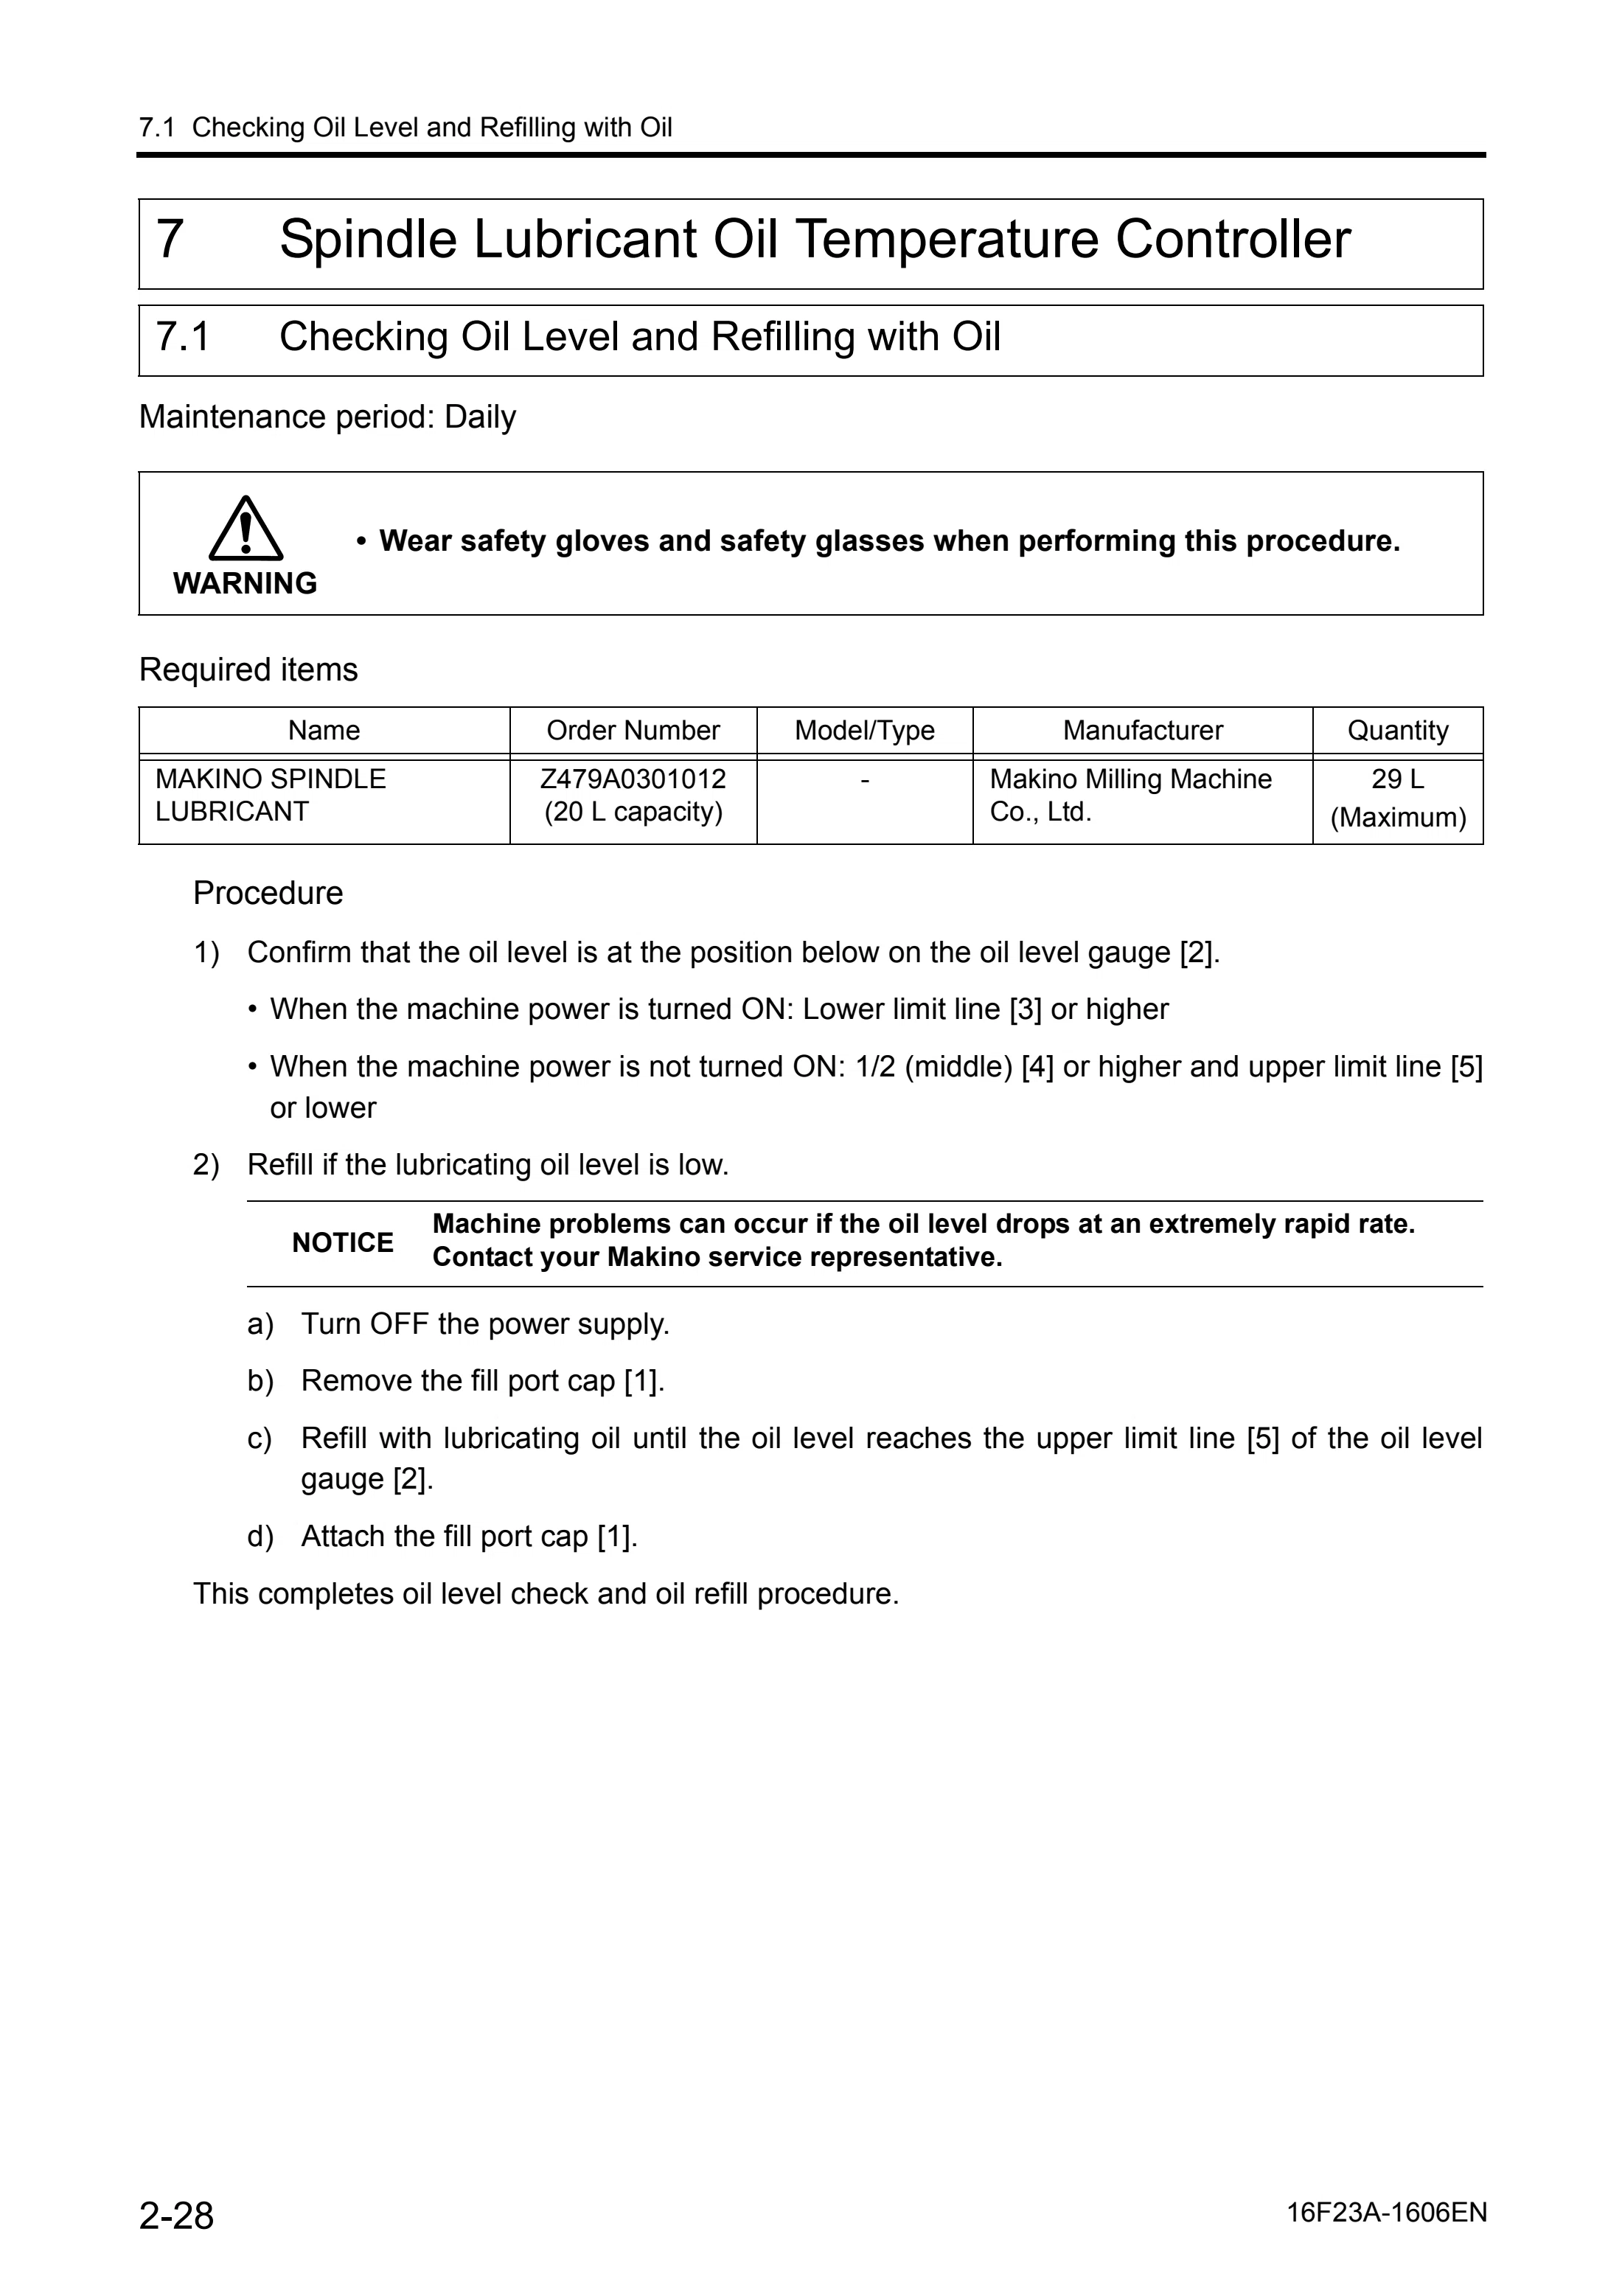 7.1 Checking Oil Level and Refilling with Oil
7 Spindle Lubricant Oil Temperature Controller
7.1 Checking Oil Level and Refilling with Oil
Maintenance period: Daily
• Wear safety gloves and safety glasses when performing this procedure.
WARNING
Required items
Name Order Number Model/Type Manufacturer Quantity
MAKINO SPINDLE Z479A0301012 - Makino Milling Machine 29 L
LUBRICANT (20 L capacity) Co., Ltd. (Maximum)
Procedure
1) Confirm that the oil level is at the position below on the oil level gauge [2].
• When the machine power is turned ON: Lower limit line [3] or higher
• When the machine power is not turned ON: 1/2 (middle) [4] or higher and upper limit line [5]
or lower
2) Refill if the lubricating oil level is low.
NOTICE Machine problems can occur if the oil level drops at an extremely rapid rate.
Contact your Makino service representative.
a) Turn OFF the power supply.
b) Remove the fill port cap [1].
c) Refill with lubricating oil until the oil level reaches the upper limit line [5] of the oil level
gauge [2].
d) Attach the fill port cap [1].
This completes oil level check and oil refill procedure.
2-28 16F23A-1606EN